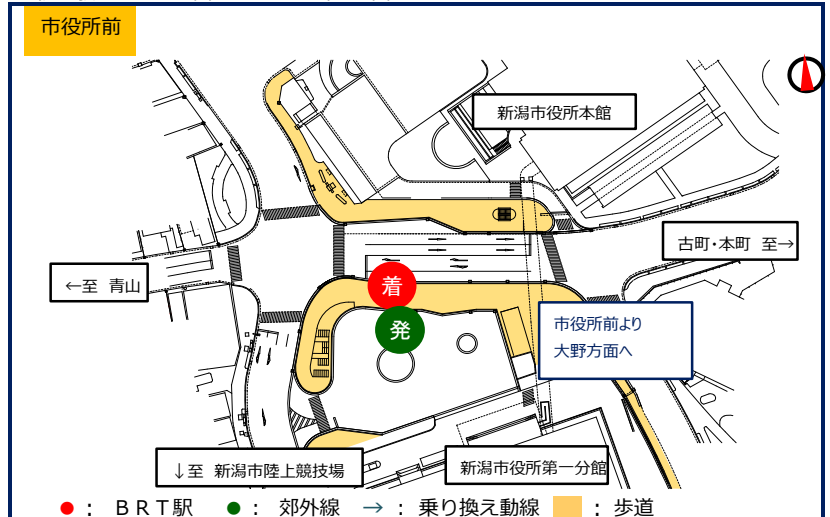 市役所前
新潟市役所本館
古町・本町 至→
←至 青山
着
発
市役所前より
大野方面へ
↓至 新潟市陸上競技場
新潟市役所第一分館
●： ＢＲＴ駅 ●： 郊外線 →：乗り換え動線 ：歩道